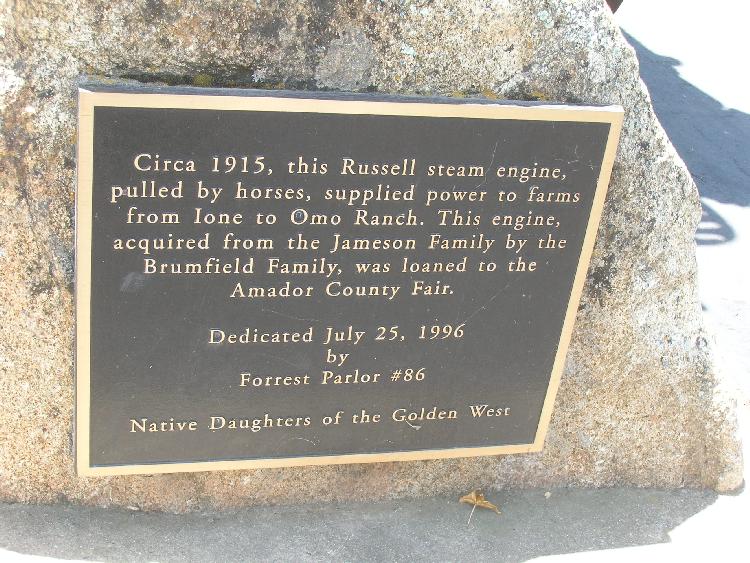 Circa 1915, this Russell steam engine,
pulled by horses, supplied power to farms
from Ione to Omo Ranch. This engine,
acquired from the Jameson Family by the
Brumfield Family, was loaned to the
Amador County Fair.
Dedicated July 25, 1996
by
Forrest Parlor #86
Native Daughters of the Golden West